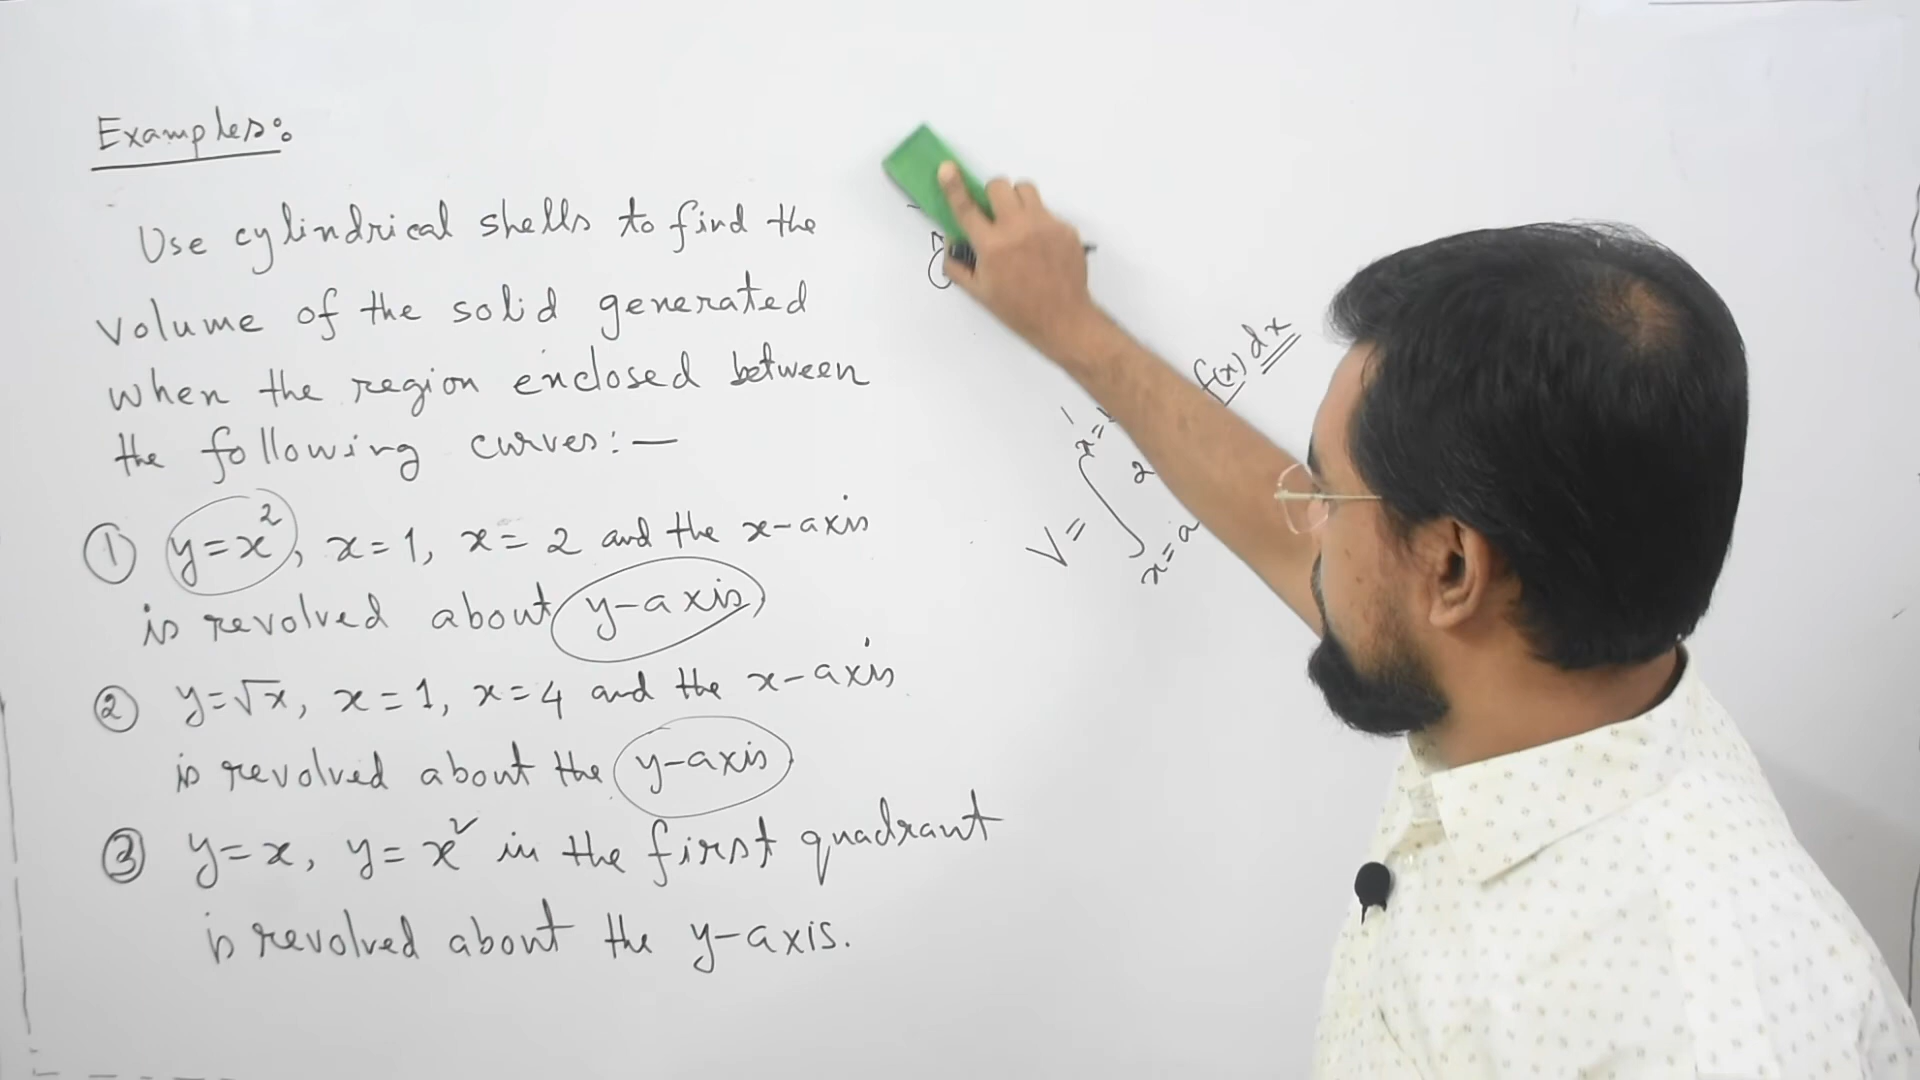 Examples:
Use cylindrical shells to find the
volume of the solid generated
when the region enclosed between
the following curves:—
① y=x², x=1, x=2 and the x-axis
is revolved about y-axis
② y=√x, x=1, x=4 and the x-axis
is revolved about the y-axis
③ y=x, y=x² in the first quadrant
is revolved about the y-axis.
V= ∫ x=a x= 2 f(x) dx